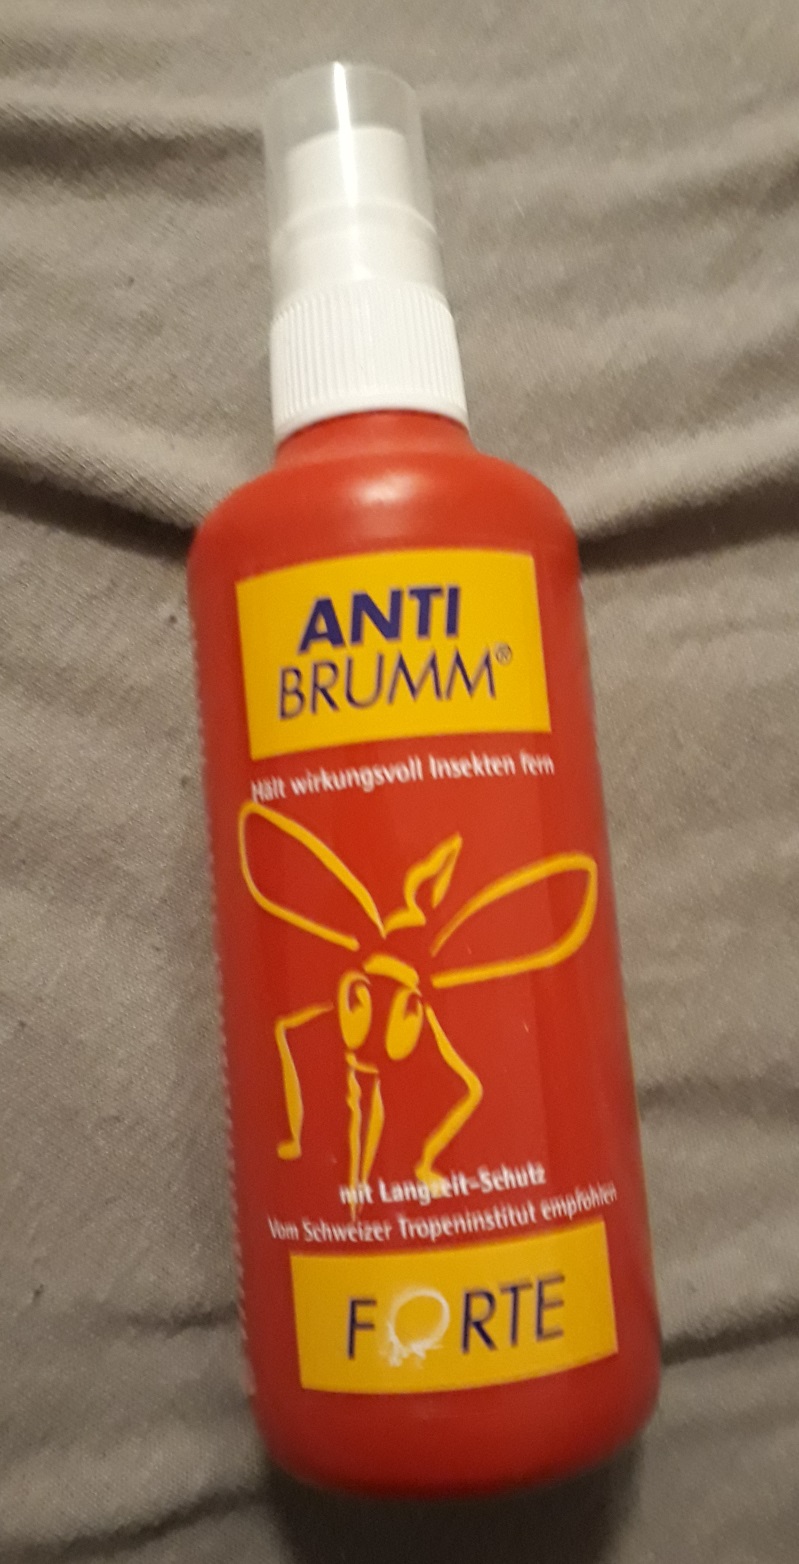 ANTI
BRUMM®
Hält wirkungsvoll Insekten fern
mit Langzeit-Schutz
Vom Schweizer Tropeninstitut empfohlen
FORTE